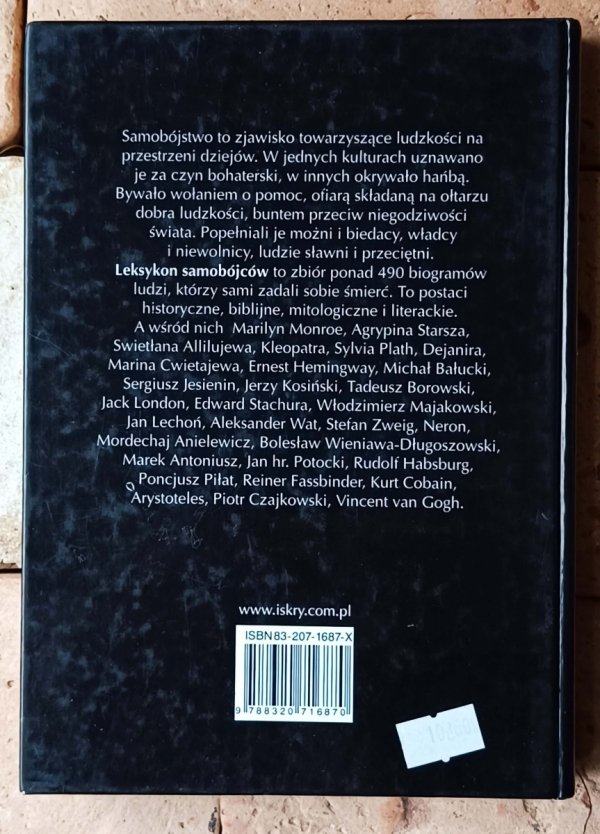 Samobójstwo to zjawisko towarzyszące ludzkości na
przestrzeni dziejów. W jednych kulturach uznawano
je za czyn bohaterski, w innych okrywało hańbą.
Bywało wołaniem o pomoc, ofiarą składaną na ołtarzu
dobra ludzkości, buntem przeciw niegodziwości
świata. Popełniali je możni i biedacy, władcy
i niewolnicy, ludzie sławni i przeciętni.
Leksykon samobójców to zbiór ponad 490 biogramów
ludzi, którzy sami zadali sobie śmierć. To postaci
historyczne, biblijne, mitologiczne i literackie.
A wśród nich Marilyn Monroe, Agrypina Starsza,
Swietłana Allilujewa, Kleopatra, Sylvia Plath, Dejanira,
Marina Cwietajewa, Ernest Hemingway, Michał Bałucki,
Sergiusz Jesienin, Jerzy Kosiński, Tadeusz Borowski,
Jack London, Edward Stachura, Włodzimierz Majakowski,
Jan Lechoń, Aleksander Wat, Stefan Zweig, Neron,
Mordechaj Anielewicz, Bolesław Wieniawa-Długoszowski,
Marek Antoniusz, Jan hr. Potocki, Rudolf Habsburg,
Poncjusz Piłat, Reiner Fassbinder, Kurt Cobain,
Arystoteles, Piotr Czajkowski, Vincent van Gogh.
www.iskry.com.pl
ISBN 83-207-1687-X
9 788320 716870